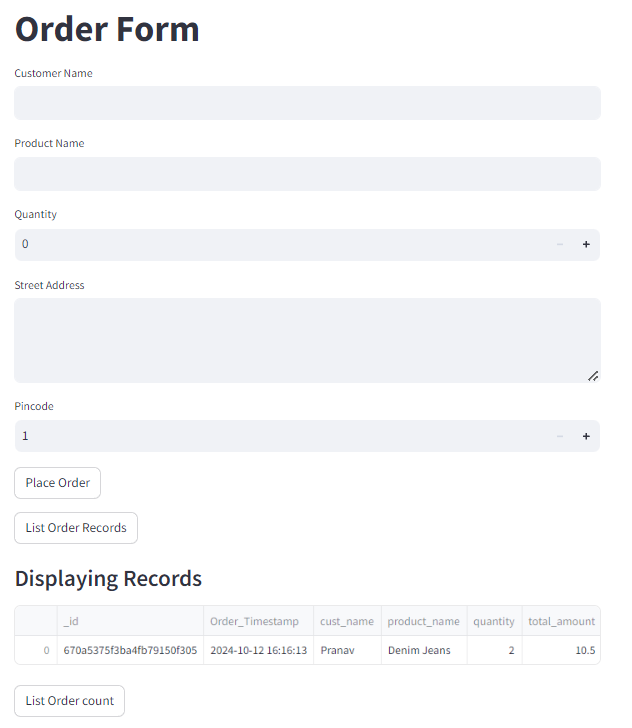 Order Form
Customer Name
Product Name
Quantity
0
Street Address
Pincode
1
Place Order
List Order Records
Displaying Records
_id Order_Timestamp cust_name product_name quantity total_amount
0 670a5375f3ba4fb79150f305 2024-10-12 16:16:13 Pranav Denim Jeans 2 10.5
List Order count